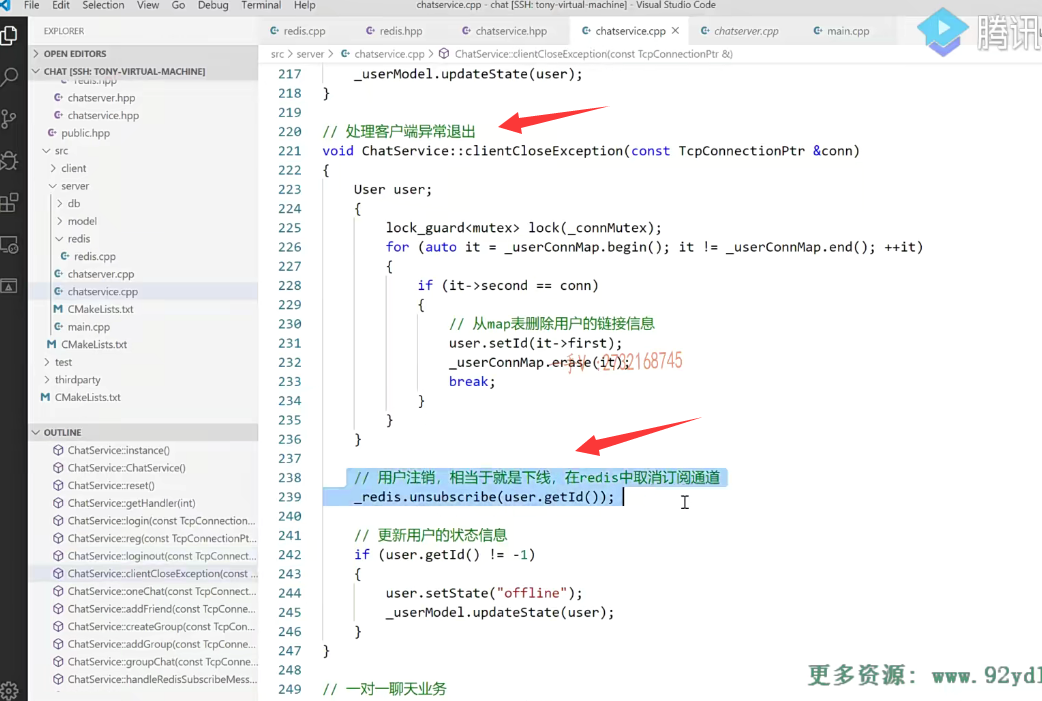 File Edit Selection View Go Debug Terminal Help
chatservice.cpp - chat [SSH: tony-virtual-machine] - Visual Studio Code
EXPLORER
redis.cpp
redis.hpp
chatservice.hpp
chatservice.cpp
chatserver.cpp
main.cpp
腾讯
OPEN EDITORS
src > server > chatservice.cpp > ChatService::clientCloseException(const TcpConnectionPtr &)
CHAT [SSH: TONY-VIRTUAL-MACHINE]
redis.hpp
chatserver.hpp
chatservice.hpp
public.hpp
src
client
server
db
model
redis
redis.cpp
chatserver.cpp
chatservice.cpp
CMakeLists.txt
main.cpp
CMakeLists.txt
test
thirdparty
CMakeLists.txt
OUTLINE
ChatService::instance()
ChatService::ChatService()
ChatService::reset()
ChatService::getHandler(int)
ChatService::login(const TcpConnection...
ChatService::reg(const TcpConnectionPt...
ChatService::loginout(const TcpConnect...
ChatService::clientCloseException(const ...
ChatService::oneChat(const TcpConnect...
ChatService::addFriend(const TcpConne...
ChatService::createGroup(const TcpCon...
ChatService::addGroup(const TcpConne...
ChatService::groupChat(const TcpConne...
ChatService::handleRedisSubscribeMess...
217 _userModel.updateState(user);
218 }
219
220 // 处理客户端异常退出
221 void ChatService::clientCloseException(const TcpConnectionPtr &conn)
222 {
223 User user;
224 {
225 lock_guard<mutex> lock(_connMutex);
226 for (auto it = _userConnMap.begin(); it != _userConnMap.end(); ++it)
227 {
228 if (it->second == conn)
229 {
230 // 从map表删除用户的链接信息
231 user.setId(it->first);
232 _userConnMap.erase(it);
2732168745
233 break;
234 }
235 }
236 }
237
238 // 用户注销，相当于就是下线，在redis中取消订阅通道
239 _redis.unsubscribe(user.getId());
240
241 // 更新用户的状态信息
242 if (user.getId() != -1)
243 {
244 user.setState("offline");
245 _userModel.updateState(user);
246 }
247 }
248
249 // 一对一聊天业务
更多资源：www.92yd